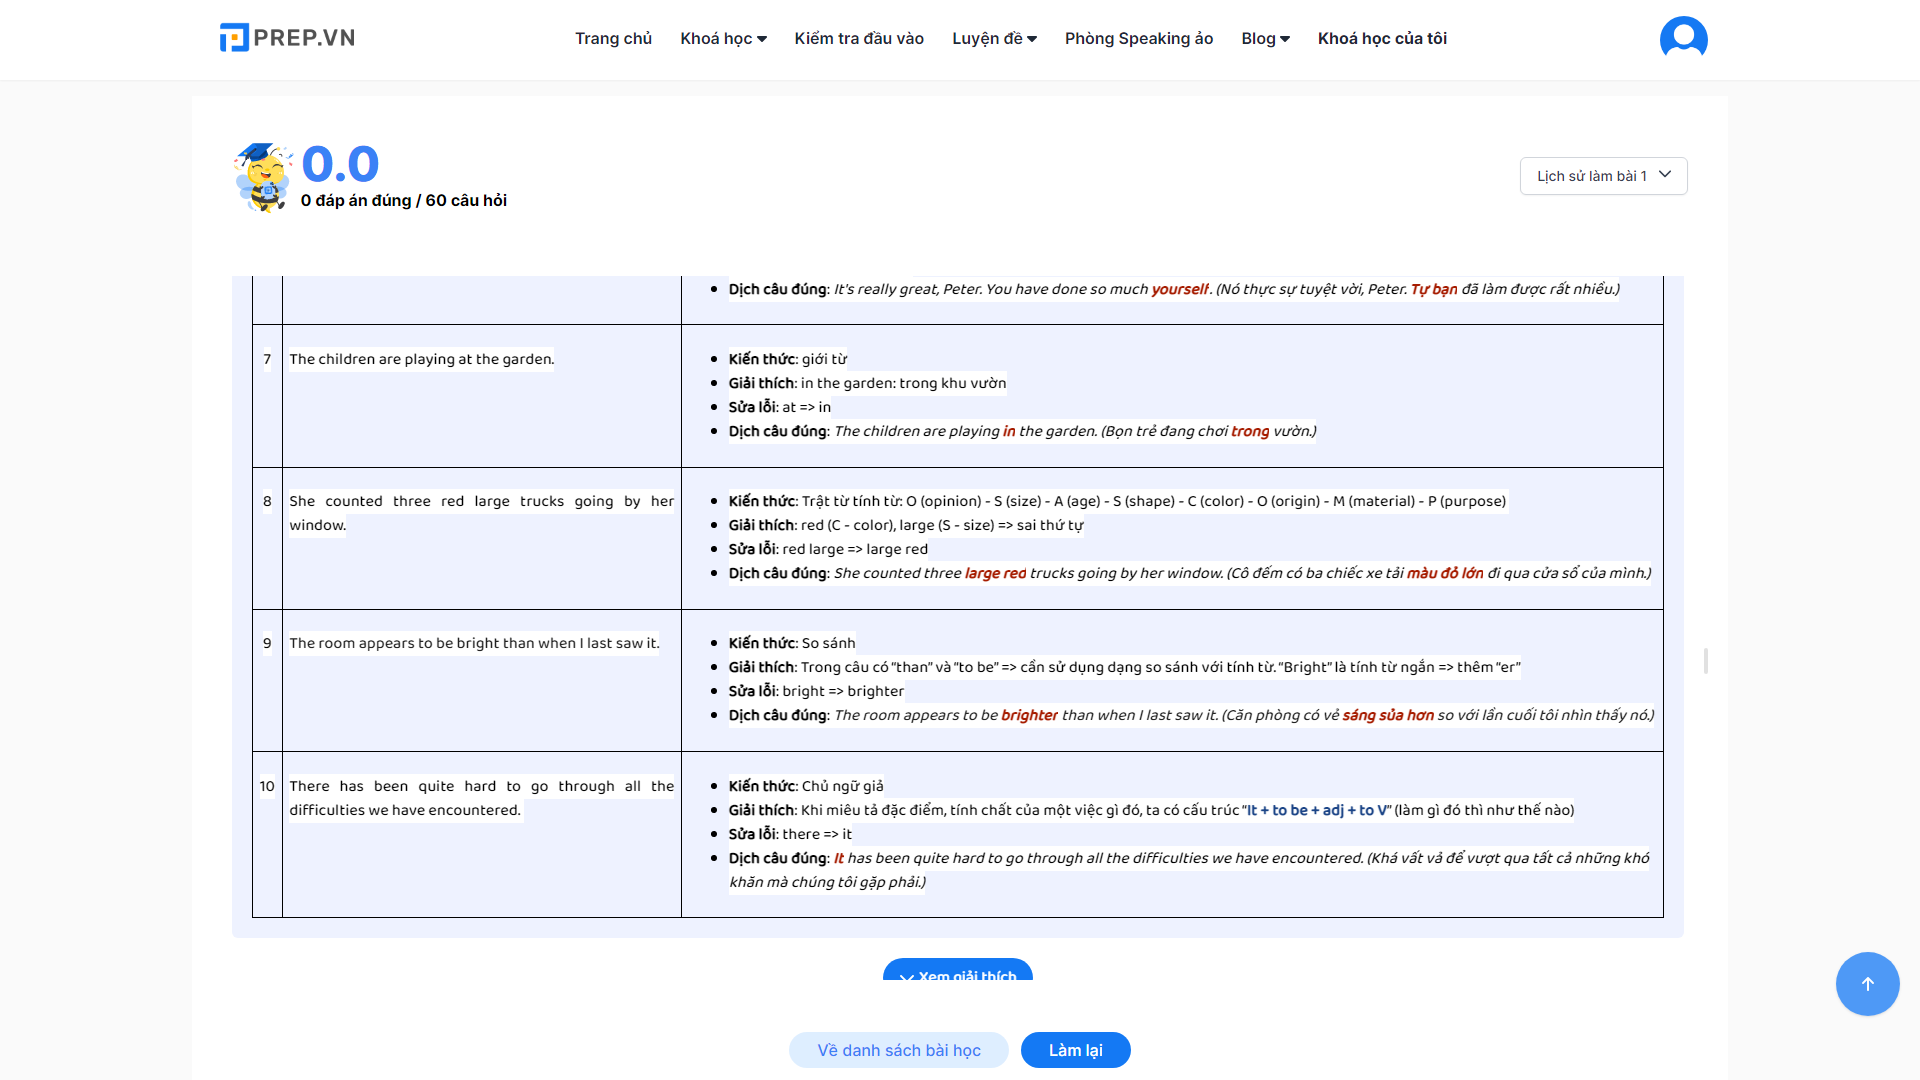 PREP.VN
Trang chủ
Khoá học
Kiểm tra đầu vào
Luyện đề
Phòng Speaking ảo
Blog
Khoá học của tôi
0.0
0 đáp án đúng / 60 câu hỏi
Lịch sử làm bài 1
Dịch câu đúng: It's really great, Peter. You have done so much yourself. (Nó thực sự tuyệt vời, Peter. Tự bạn đã làm được rất nhiều.)
7
The children are playing at the garden.
Kiến thức: giới từ
Giải thích: in the garden: trong khu vườn
Sửa lỗi: at => in
Dịch câu đúng: The children are playing in the garden. (Bọn trẻ đang chơi trong vườn.)
8
She counted three red large trucks going by her
window.
Kiến thức: Trật từ tính từ: O (opinion) - S (size) - A (age) - S (shape) - C (color) - O (origin) - M (material) - P (purpose)
Giải thích: red (C - color), large (S - size) => sai thứ tự
Sửa lỗi: red large => large red
Dịch câu đúng: She counted three large red trucks going by her window. (Cô đếm có ba chiếc xe tải màu đỏ lớn đi qua cửa sổ của mình.)
9
The room appears to be bright than when I last saw it.
Kiến thức: So sánh
Giải thích: Trong câu có “than” và “to be” => cần sử dụng dạng so sánh với tính từ. “Bright” là tính từ ngắn => thêm “er”
Sửa lỗi: bright => brighter
Dịch câu đúng: The room appears to be brighter than when I last saw it. (Căn phòng có vẻ sáng sủa hơn so với lần cuối tôi nhìn thấy nó.)
10
There has been quite hard to go through all the
difficulties we have encountered.
Kiến thức: Chủ ngữ giả
Giải thích: Khi miêu tả đặc điểm, tính chất của một việc gì đó, ta có cấu trúc “It + to be + adj + to V” (làm gì đó thì như thế nào)
Sửa lỗi: there => it
Dịch câu đúng: It has been quite hard to go through all the difficulties we have encountered. (Khá vất vả để vượt qua tất cả những khó
khăn mà chúng tôi gặp phải.)
Xem giải thích
Về danh sách bài học
Làm lại